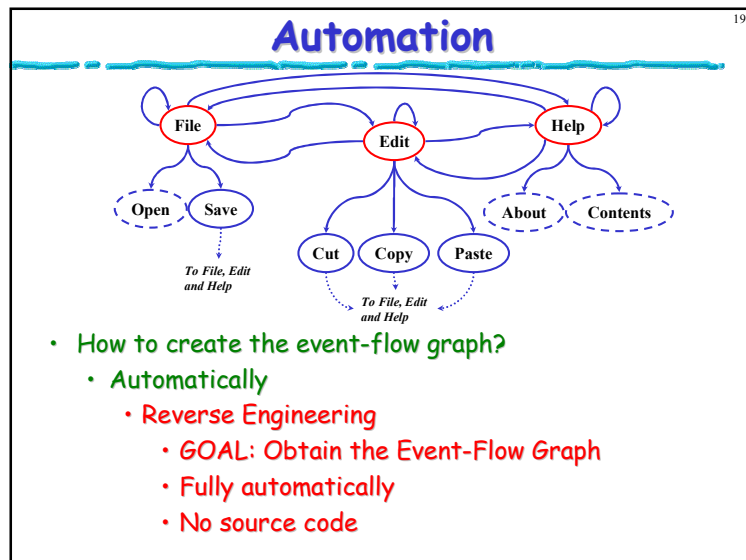 19
Automation
File
Edit
Help
Open
Save
About
Contents
Cut
Copy
Paste
To File, Edit
and Help
To File, Edit
and Help
• How to create the event-flow graph?
• Automatically
• Reverse Engineering
• GOAL: Obtain the Event-Flow Graph
• Fully automatically
• No source code